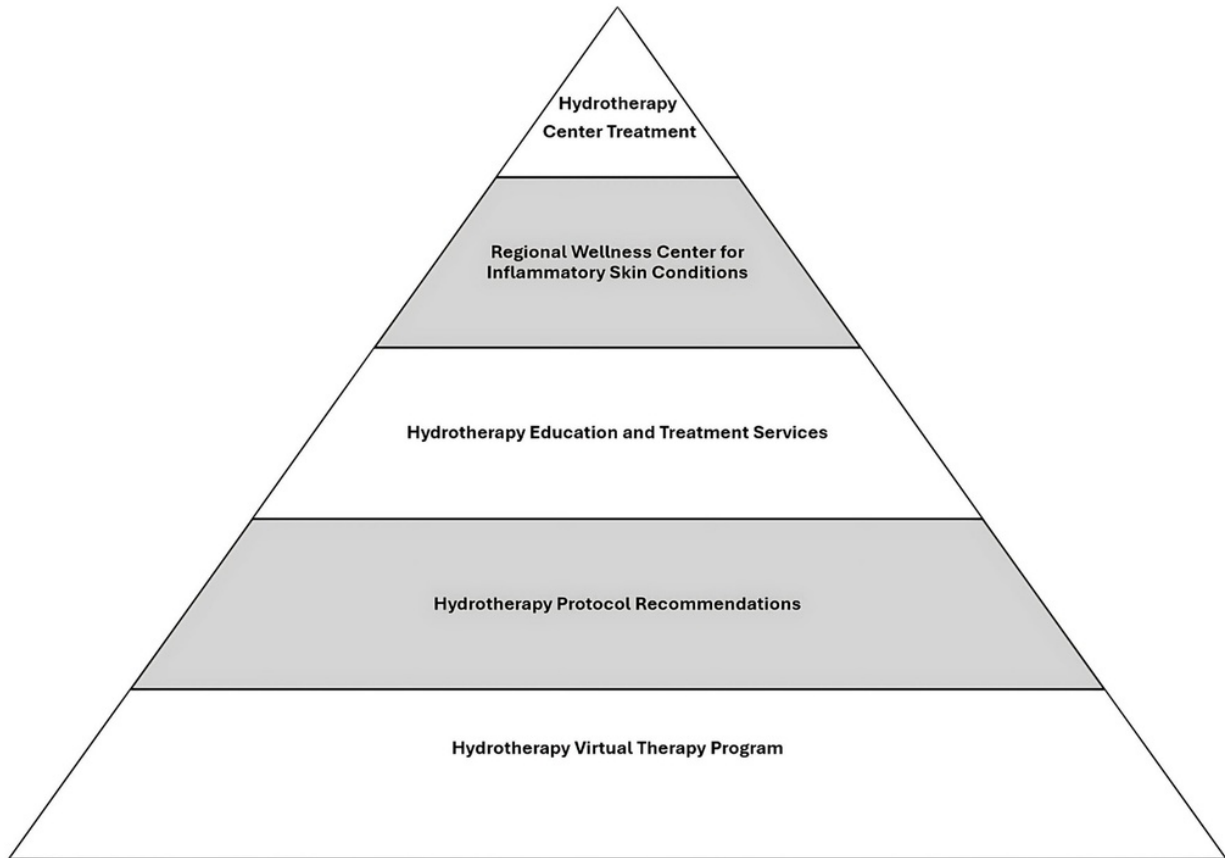 Hydrotherapy
Center Treatment
Regional Wellness Center for
Inflammatory Skin Conditions
Hydrotherapy Education and Treatment Services
Hydrotherapy Protocol Recommendations
Hydrotherapy Virtual Therapy Program